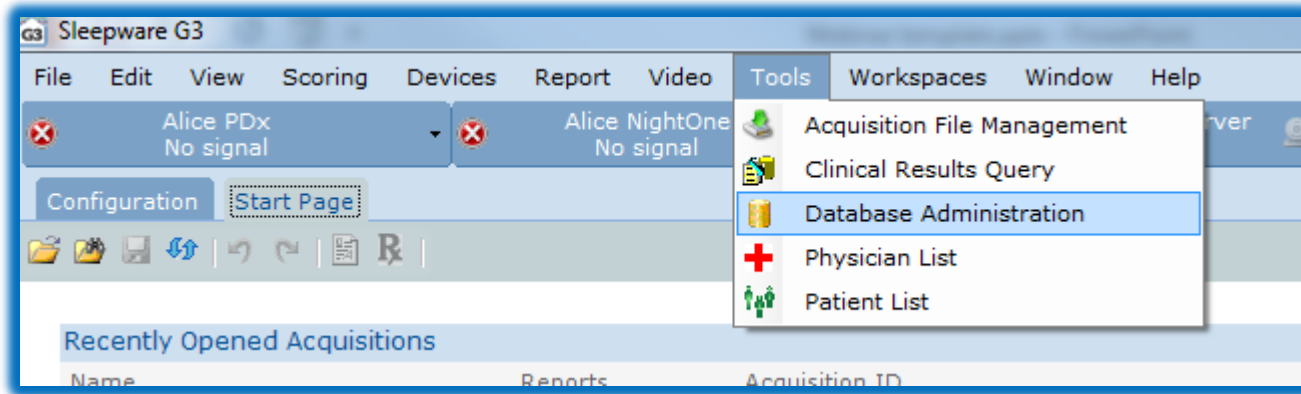 G3 Sleepware G3
File Edit View Scoring Devices Report Video Tools Workspaces Window Help
Alice PDx
No signal
Alice NightOne
No signal
Acquisition File Management
Clinical Results Query
Database Administration
Physician List
Patient List
Configuration Start Page
Recently Opened Acquisitions
Name Reports Acquisition ID